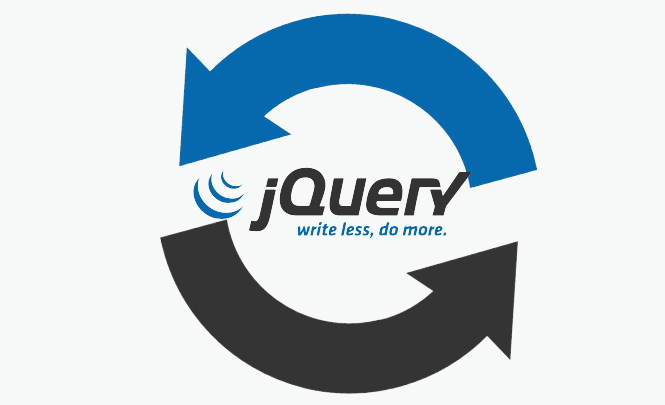 jQuery
write less, do more.